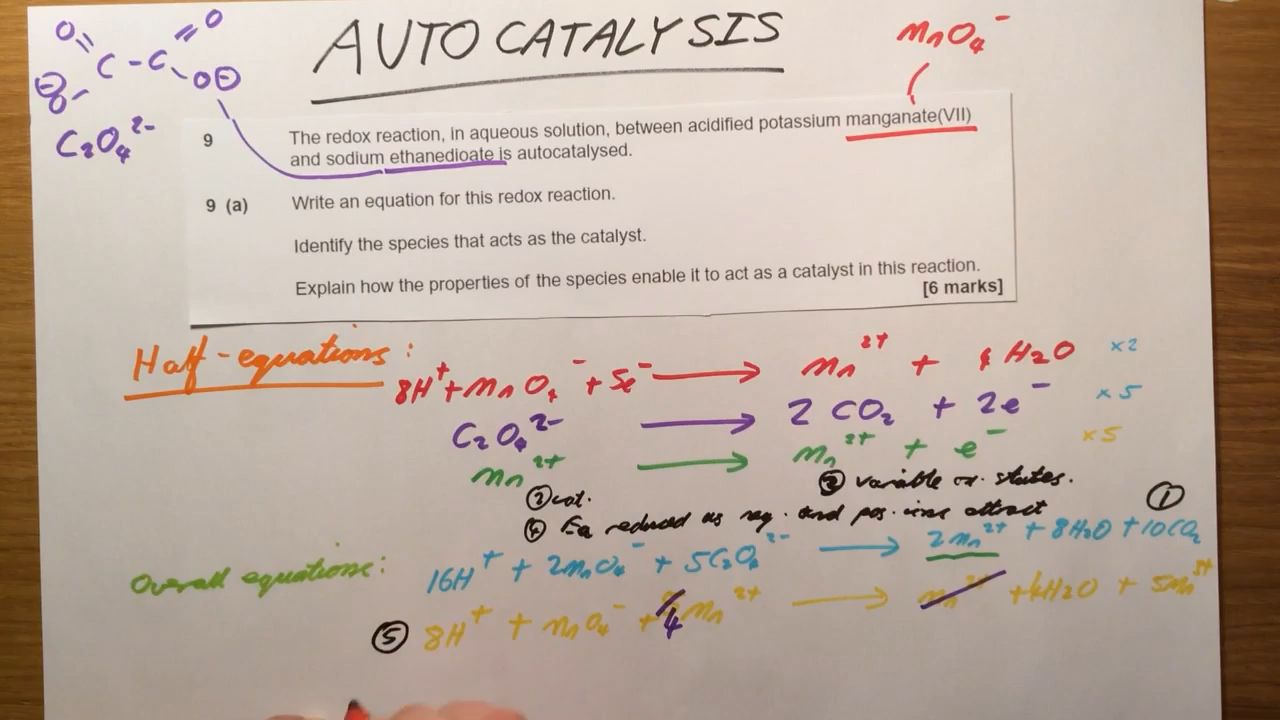 AUTO CATALYSIS
O O
C - C
O⊖ O⊖
C₂O₄²⁻
MnO₄⁻
9 The redox reaction, in aqueous solution, between acidified potassium manganate(VII)
and sodium ethanedioate is autocatalysed.
9 (a) Write an equation for this redox reaction.
Identify the species that acts as the catalyst.
Explain how the properties of the species enable it to act as a catalyst in this reaction.
[6 marks]
Half-equations:
8H⁺ + MnO₄⁻ + 5e⁻ → Mn²⁺ + 4H₂O ×2
C₂O₄²⁻ → 2CO₂ + 2e⁻ ×5
Mn²⁺ → Mn³⁺ + e⁻ ×5
② cat. ③ variable ox. states.
④ Ea reduced as neg. and pos. ions attract ①
Overall equations: 16H⁺ + 2MnO₄⁻ + 5C₂O₄²⁻ → 2Mn²⁺ + 8H₂O + 10CO₂
⑤ 8H⁺ + MnO₄⁻ + 4Mn²⁺ → Mn²⁺ + 4H₂O + 5Mn³⁺